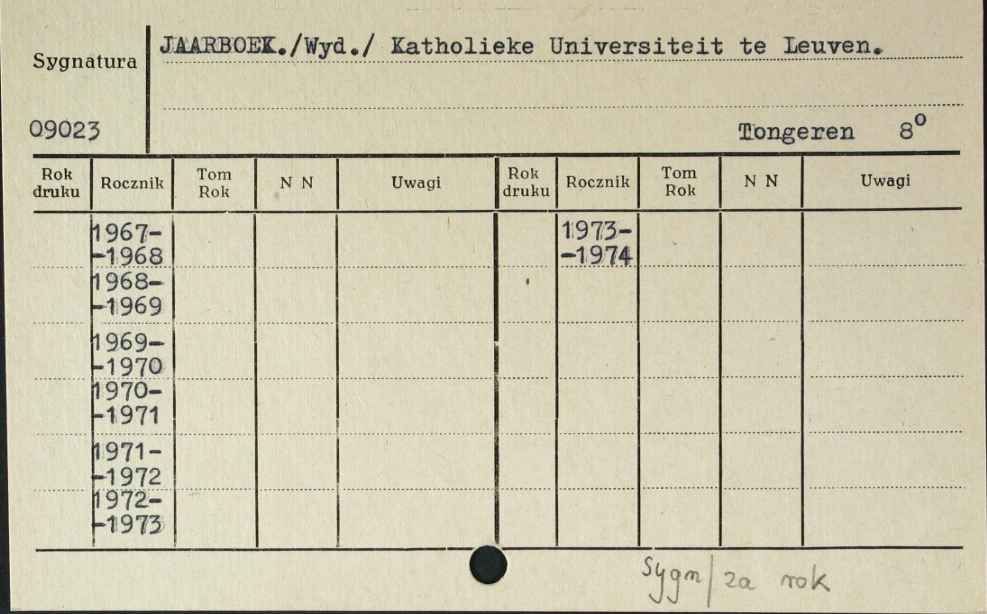 JAARBOEK./Wyd./ Katholieke Universiteit te Leuven.
Sygnatura
09023
Tongeren 8º
Rok druku Rocznik Tom Rok N N Uwagi Rok druku Rocznik Tom Rok N N Uwagi
1967- 1973-
-1968 -1974
1968-
-1969
1969-
-1970
1970-
-1971
1971-
-1972
1972-
-1973
Sygn/za rok